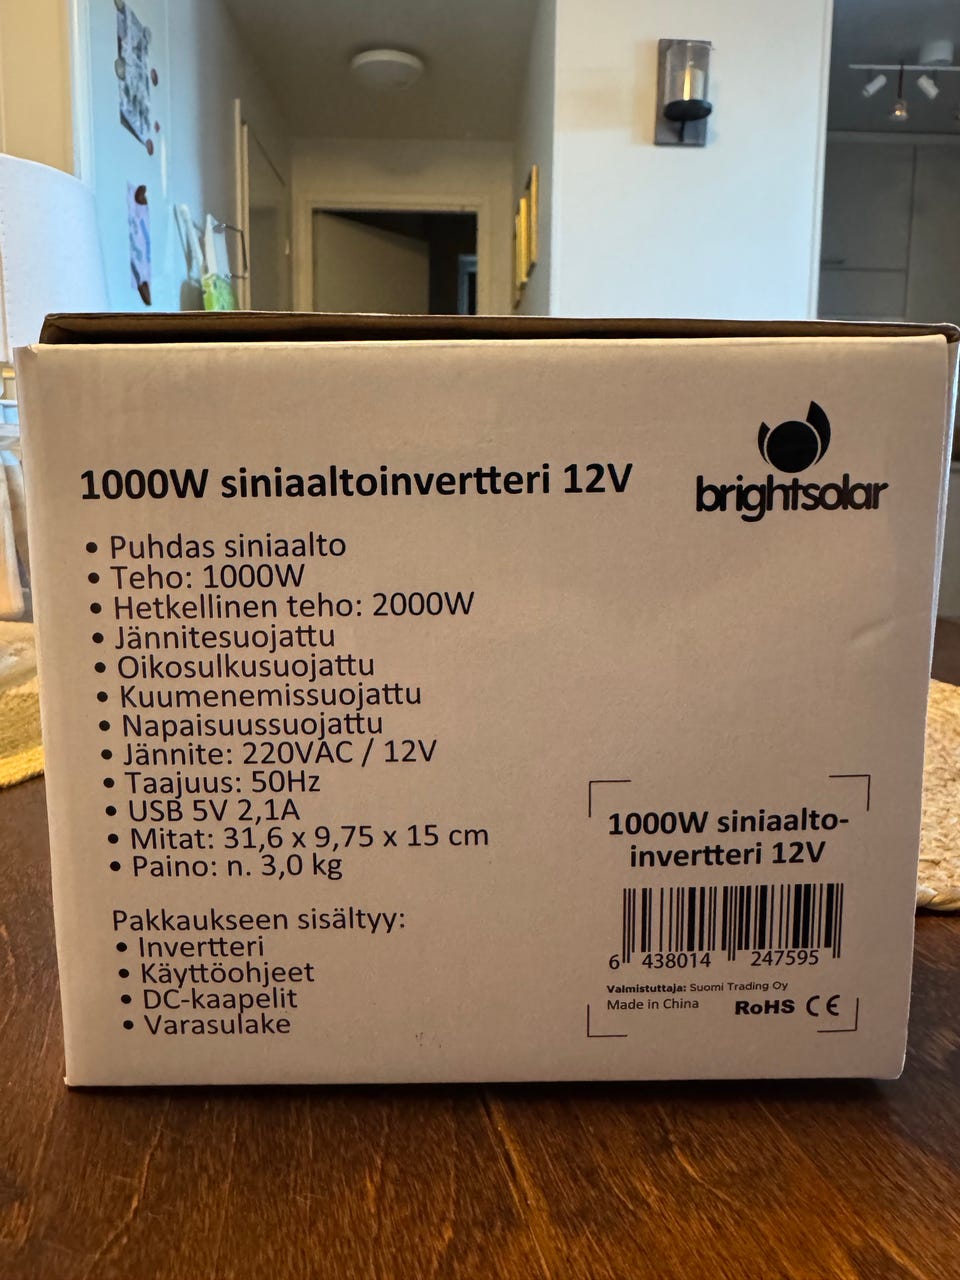 1000W siniaaltoinvertteri 12V
brightsolar
• Puhdas siniaalto
• Teho: 1000W
• Hetkellinen teho: 2000W
• Jännitesuojattu
• Oikosulkusuojattu
• Kuumenemissuojattu
• Napaisuussuojattu
• Jännite: 220VAC / 12V
• Taajuus: 50Hz
• USB 5V 2,1A
• Mitat: 31,6 x 9,75 x 15 cm
• Paino: n. 3,0 kg
Pakkaukseen sisältyy:
• Invertteri
• Käyttöohjeet
• DC-kaapelit
• Varasulake
1000W siniaalto-
invertteri 12V
6 438014 247595
Valmistuttaja: Suomi Trading Oy
Made in China RoHS CE